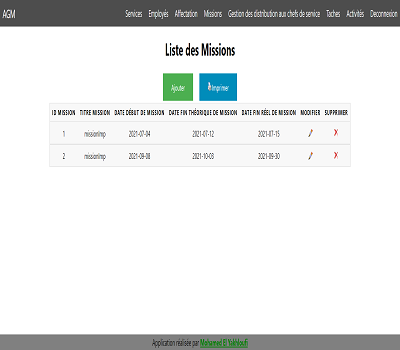 AGM Services Employés Affectation Missions Gestion des distribution aux chefs de service Taches Activités Deconnexion
Liste des Missions
Ajouter Imprimer
ID MISSION TITRE MISSION DATE DÉBUT DE MISSION DATE FIN THÉORIQUE DE MISSION DATE FIN RÉEL DE MISSION MODIFIER SUPPRIMER
1 missionImp 2021-07-04 2021-07-12 2021-07-15
2 missionImp 2021-09-08 2021-10-03 2021-09-30
Application réalisée par Mohamed El Yakhloufi